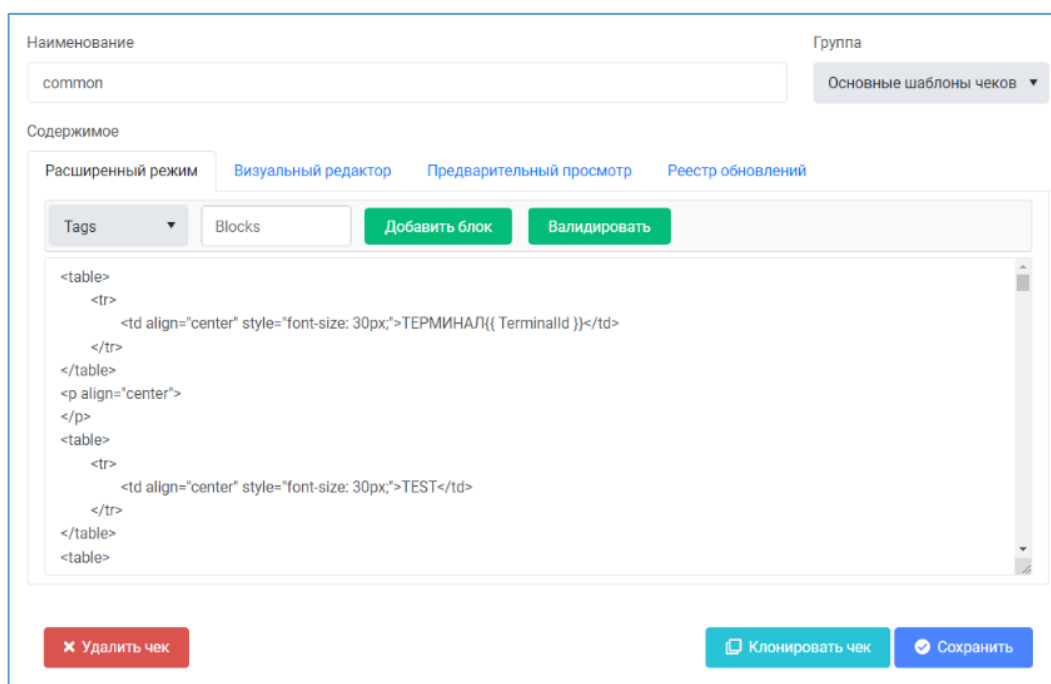 Наименование Группа
common Основные шаблоны чеков
Содержимое
Расширенный режим Визуальный редактор Предварительный просмотр Реестр обновлений
Tags Blocks Добавить блок Валидировать
<table>
<tr>
<td align="center" style="font-size: 30px;">ТЕРМИНАЛ{{ TerminalId }}</td>
</tr>
</table>
<p align="center">
</p>
<table>
<tr>
<td align="center" style="font-size: 30px;">TEST</td>
</tr>
</table>
<table>
Удалить чек Клонировать чек Сохранить